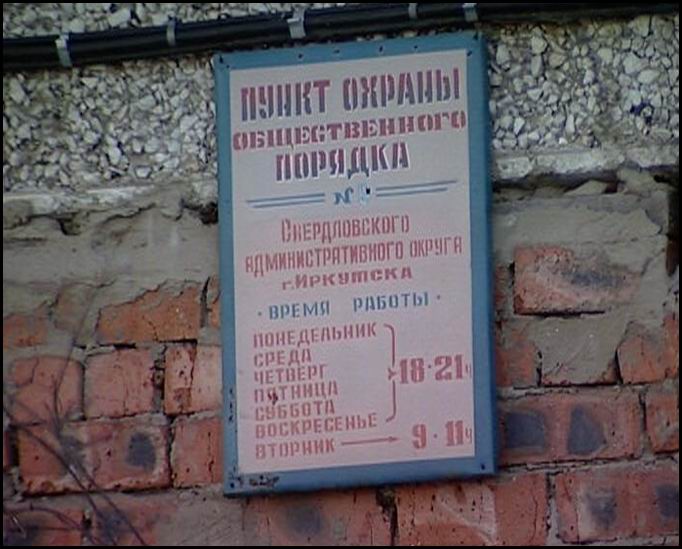 ПУНКТ ОХРАНЫ
ОБЩЕСТВЕННОГО
ПОРЯДКА
№
СВЕРДЛОВСКОГО
АДМИНИСТРАТИВНОГО ОКРУГА
г. ИРКУТСКА
· ВРЕМЯ РАБОТЫ ·
ПОНЕДЕЛЬНИК
СРЕДА
ЧЕТВЕРГ 18·21ч
ПЯТНИЦА
СУББОТА
ВОСКРЕСЕНЬЕ
ВТОРНИК 9·11ч